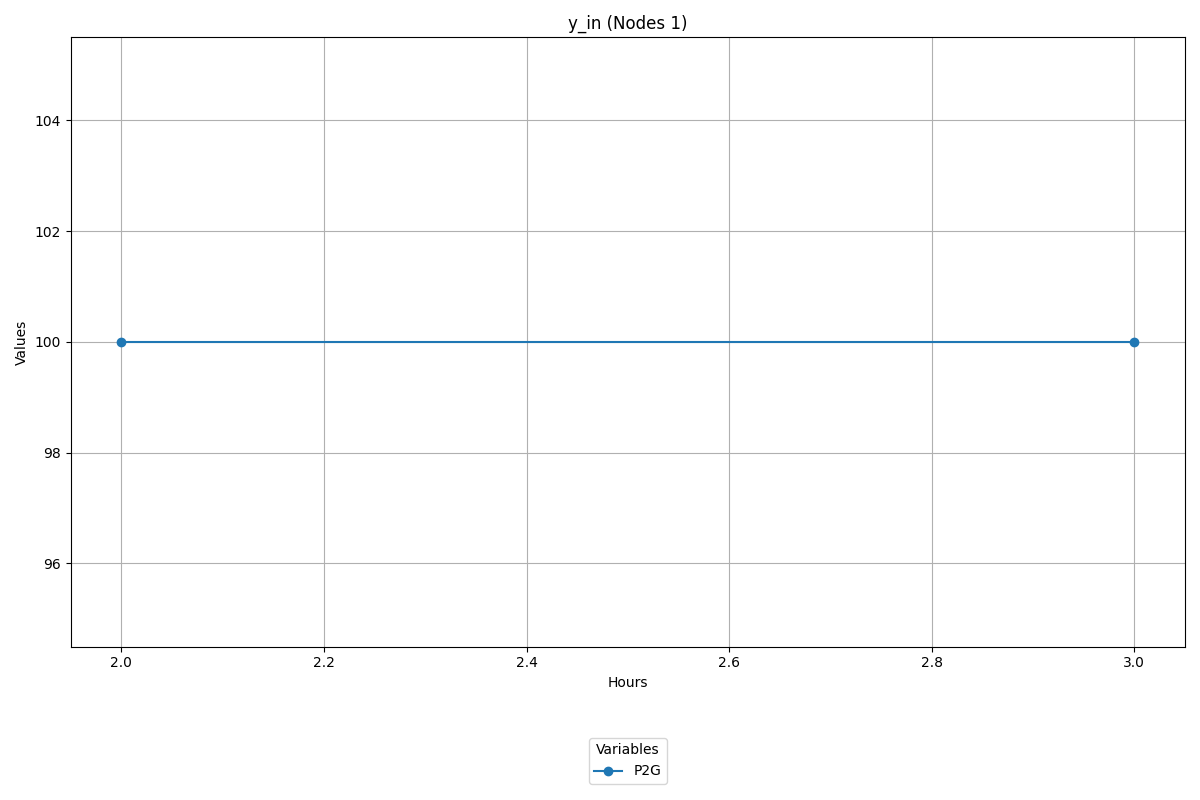 y_in (Nodes 1)
104
102
100
98
96
Values
2.0 2.2 2.4 2.6 2.8 3.0
Hours
Variables
P2G